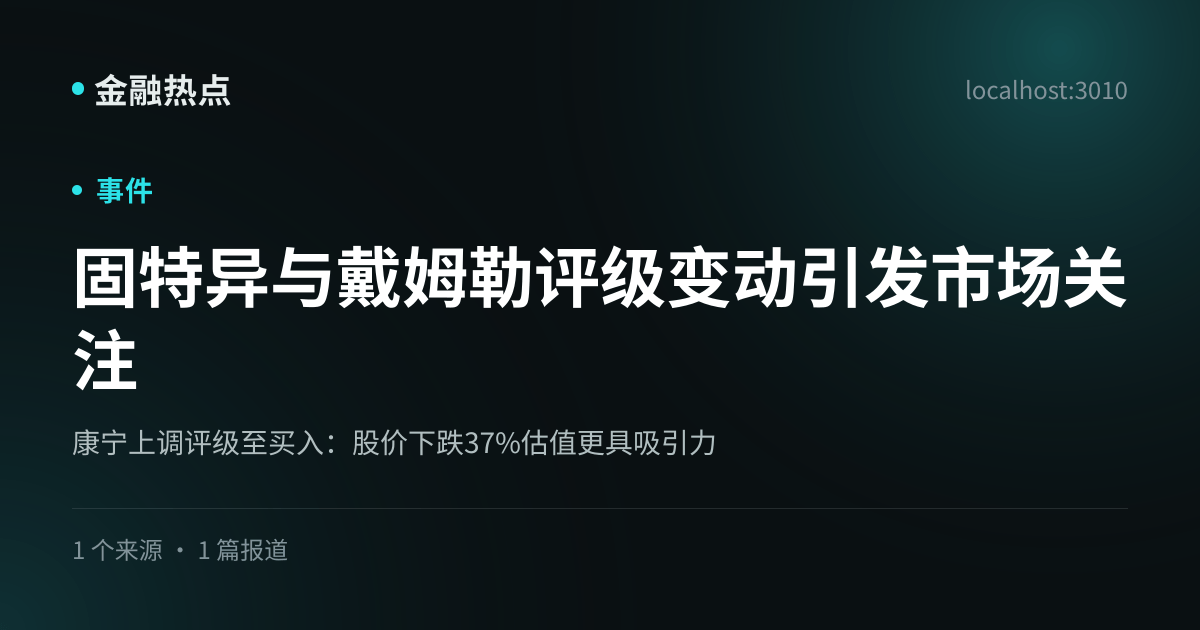 金融热点
localhost:3010
事件
固特异与戴姆勒评级变动引发市场关
注
康宁上调评级至买入：股价下跌37%估值更具吸引力
1 个来源 · 1 篇报道